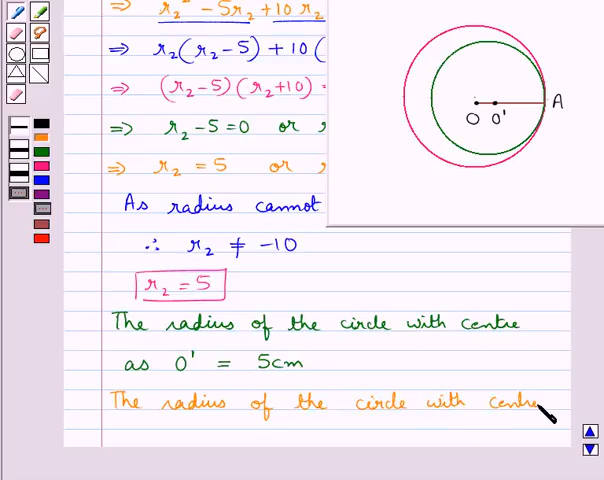 ⇒ r₂² - 5r₂ + 10 r₂
⇒ r₂(r₂-5) + 10(
⇒ (r₂-5)(r₂+10) =
⇒ r₂-5=0 or
⇒ r₂ = 5 or
As radius cannot
∴ r₂ ≠ -10
r₂ = 5
The radius of the circle with centre
as O' = 5cm
The radius of the circle with centre
O O' A